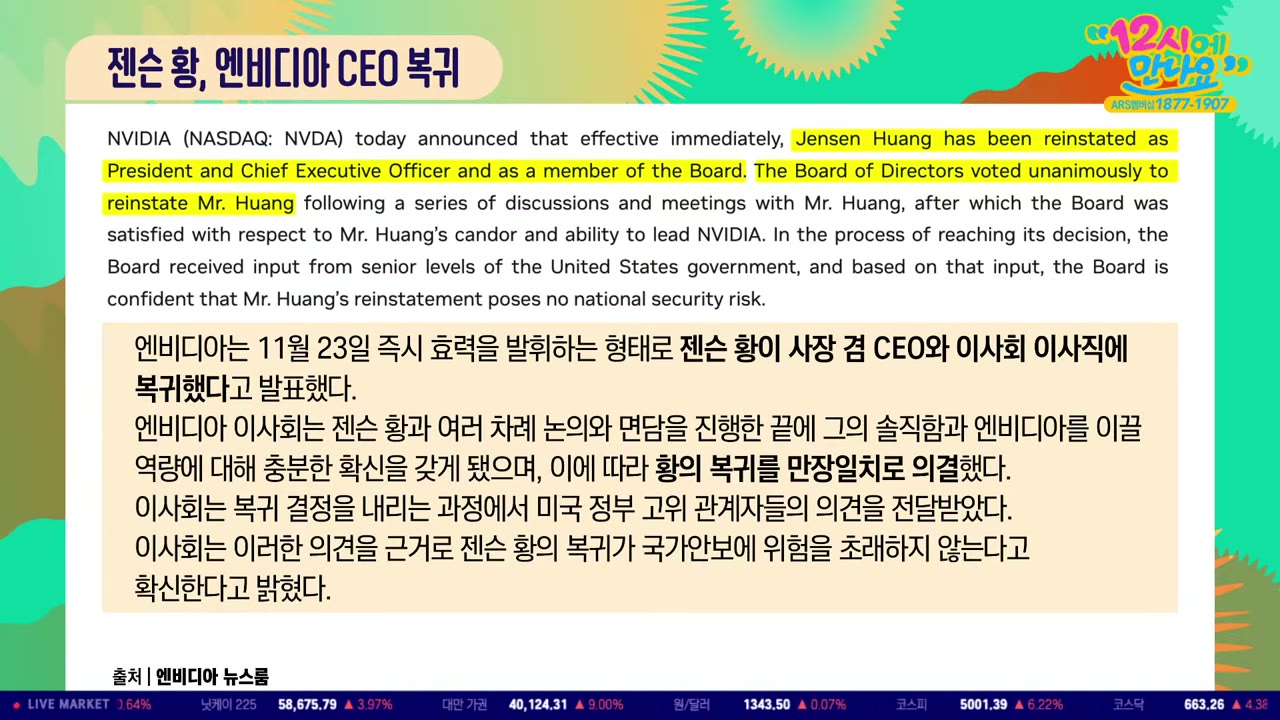 젠슨 황, 엔비디아 CEO 복귀
“12시에
만나요”
ARS멤버십1877-1907
NVIDIA (NASDAQ: NVDA) today announced that effective immediately, Jensen Huang has been reinstated as
President and Chief Executive Officer and as a member of the Board. The Board of Directors voted unanimously to
reinstate Mr. Huang following a series of discussions and meetings with Mr. Huang, after which the Board was
satisfied with respect to Mr. Huang’s candor and ability to lead NVIDIA. In the process of reaching its decision, the
Board received input from senior levels of the United States government, and based on that input, the Board is
confident that Mr. Huang’s reinstatement poses no national security risk.
엔비디아는 11월 23일 즉시 효력을 발휘하는 형태로 젠슨 황이 사장 겸 CEO와 이사회 이사직에
복귀했다고 발표했다.
엔비디아 이사회는 젠슨 황과 여러 차례 논의와 면담을 진행한 끝에 그의 솔직함과 엔비디아를 이끌
역량에 대해 충분한 확신을 갖게 됐으며, 이에 따라 황의 복귀를 만장일치로 의결했다.
이사회는 복귀 결정을 내리는 과정에서 미국 정부 고위 관계자들의 의견을 전달받았다.
이사회는 이러한 의견을 근거로 젠슨 황의 복귀가 국가안보에 위험을 초래하지 않는다고
확신한다고 밝혔다.
출처 | 엔비디아 뉴스룸
LIVE MARKET 0.64% 닛케이 225 58,675.79 ▲ 3.97% 대만 가권 40,124.31 ▲ 9.00% 원/달러 1343.50 ▲ 0.07% 코스피 5001.39 ▲ 6.22% 코스닥 663.26 ▲ 4.38